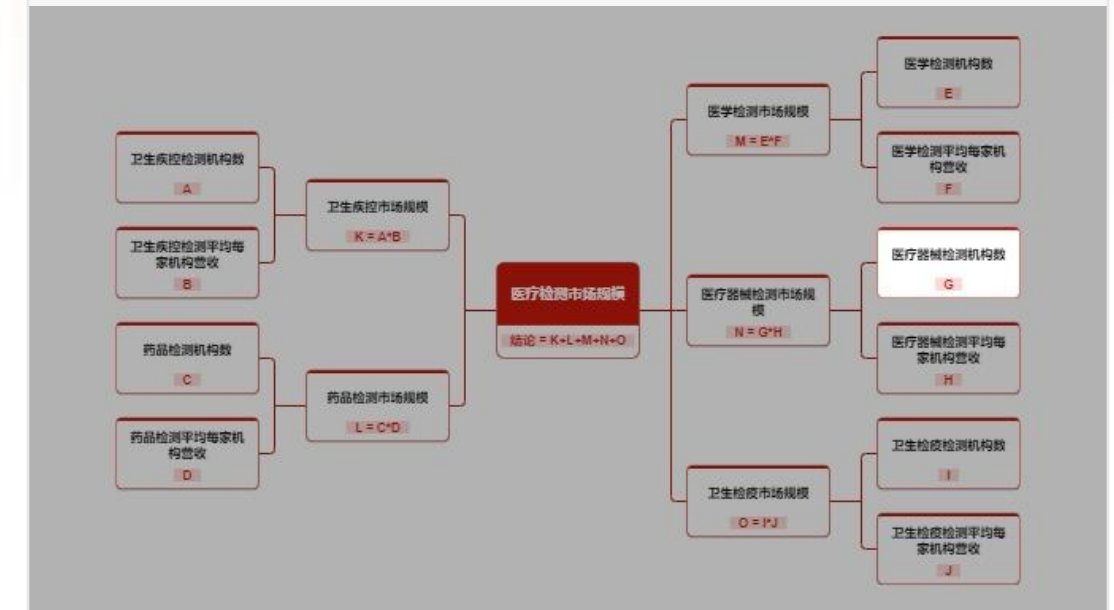 卫生疾控检测机构数
A
卫生疾控检测平均每
家机构营收
B
卫生疾控市场规模
K = A*B
药品检测机构数
C
药品检测平均每家机
构营收
D
药品检测市场规模
L = C*D
医疗检测市场规模
结论 = K+L+M+N+O
医学检测市场规模
M = E*F
医学检测机构数
E
医学检测平均每家机
构营收
F
医疗器械检测市场规
模
N = G*H
医疗器械检测机构数
G
医疗器械检测平均每
家机构营收
H
卫生检疫市场规模
O = I*J
卫生检疫检测机构数
I
卫生检疫检测平均每
家机构营收
J